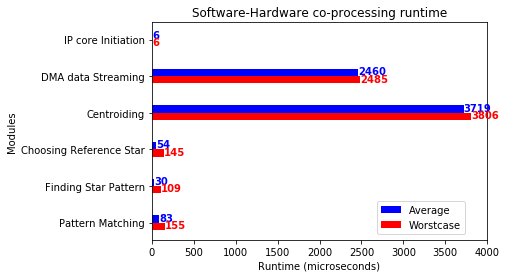 Software-Hardware co-processing runtime
IP core Initiation
6
6
DMA data Streaming
2460
2485
Centroiding
3719
3806
Choosing Reference Star
54
145
Finding Star Pattern
30
109
Pattern Matching
83
155
Modules
Average
Worstcase
0 500 1000 1500 2000 2500 3000 3500 4000
Runtime (microseconds)